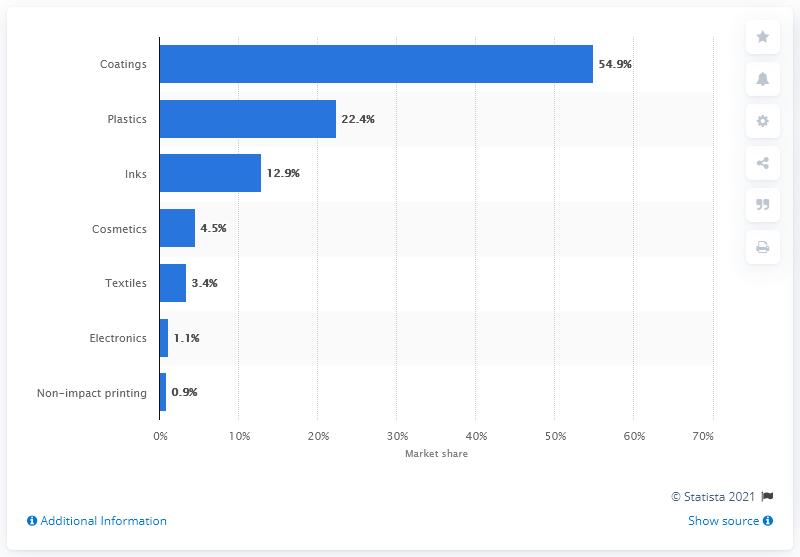 Coatings 54.9%
Plastics 22.4%
Inks 12.9%
Cosmetics 4.5%
Textiles 3.4%
Electronics 1.1%
Non-impact printing 0.9%
0% 10% 20% 30% 40% 50% 60% 70%
Market share
© Statista 2021
Additional Information Show source